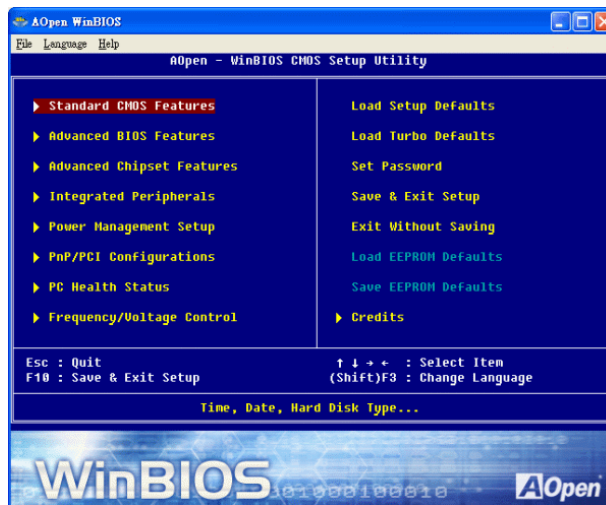 AOpen WinBIOS
File Language Help
AOpen - WinBIOS CMOS Setup Utility
Standard CMOS Features
Advanced BIOS Features
Advanced Chipset Features
Integrated Peripherals
Power Management Setup
PnP/PCI Configurations
PC Health Status
Frequency/Voltage Control
Load Setup Defaults
Load Turbo Defaults
Set Password
Save & Exit Setup
Exit Without Saving
Load EEPROM Defaults
Save EEPROM Defaults
Credits
Esc : Quit
F10 : Save & Exit Setup
↑ ↓ → ← : Select Item
(Shift)F3 : Change Language
Time, Date, Hard Disk Type...
WinBIOS
AOpen